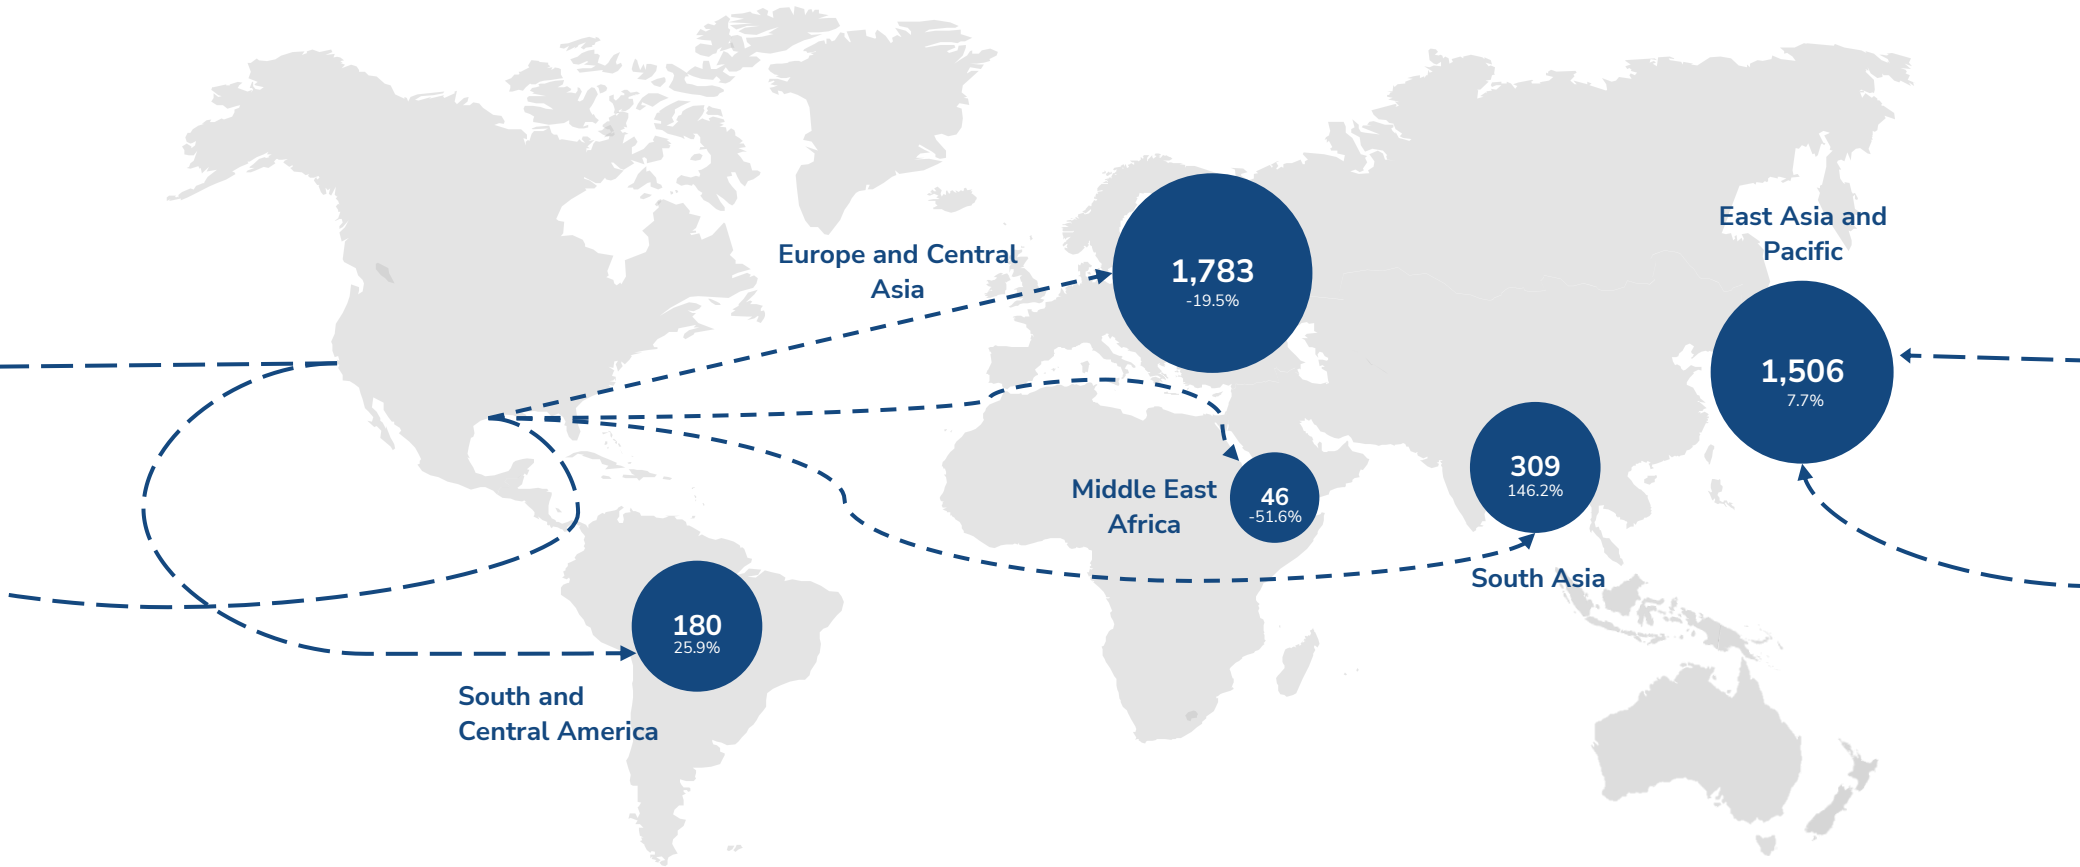 Europe and Central
Asia
1,783
-19.5%
East Asia and
Pacific
1,506
7.7%
Middle East
Africa
46
-51.6%
309
146.2%
South Asia
180
25.9%
South and
Central America